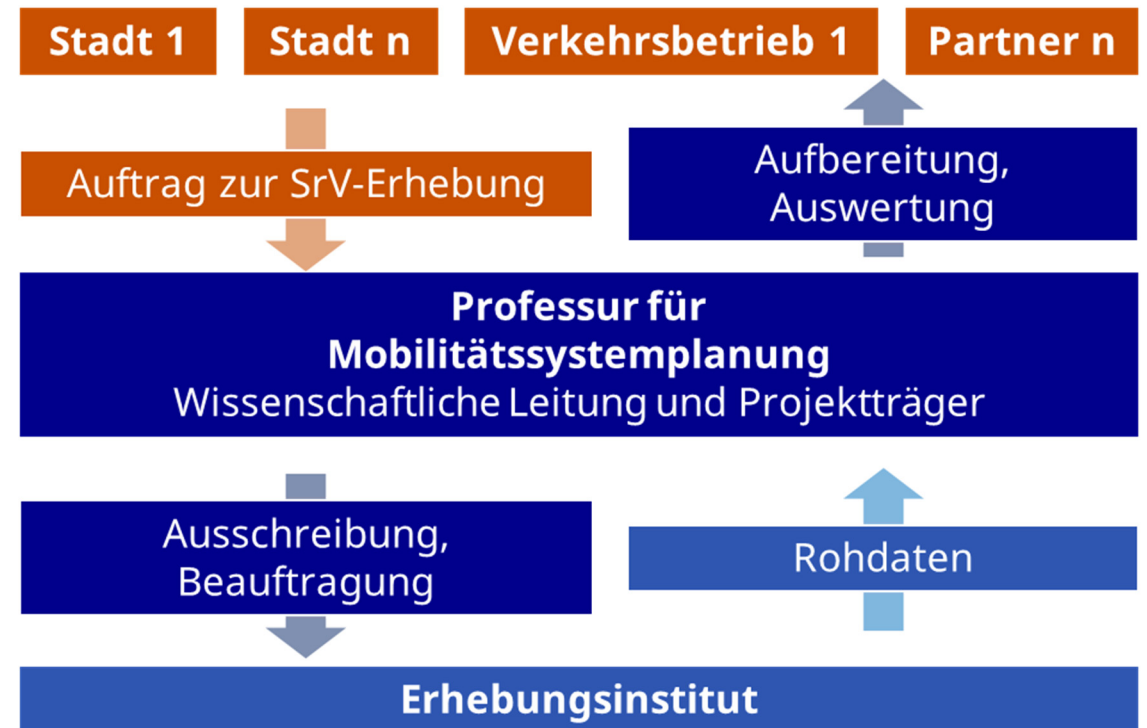 Stadt 1
Stadt n
Verkehrsbetrieb 1
Partner n
Auftrag zur SrV-Erhebung
Aufbereitung,
Auswertung
Professur für
Mobilitätssystemplanung
Wissenschaftliche Leitung und Projektträger
Ausschreibung,
Beauftragung
Rohdaten
Erhebungsinstitut